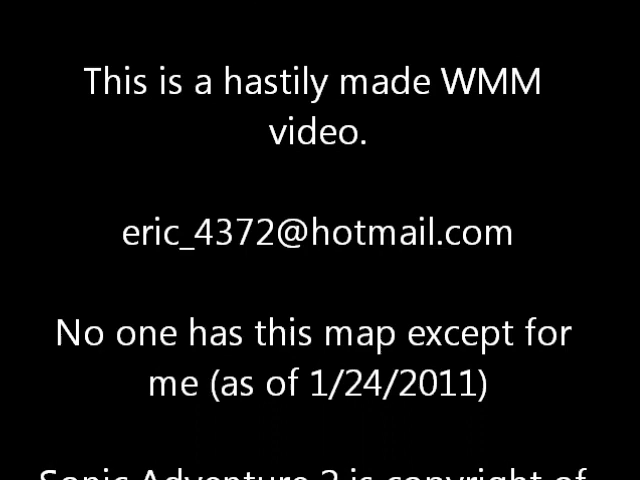 This is a hastily made WMM
video.
eric_4372@hotmail.com
No one has this map except for
me (as of 1/24/2011)
Sonic Adventure 2 is copyright of